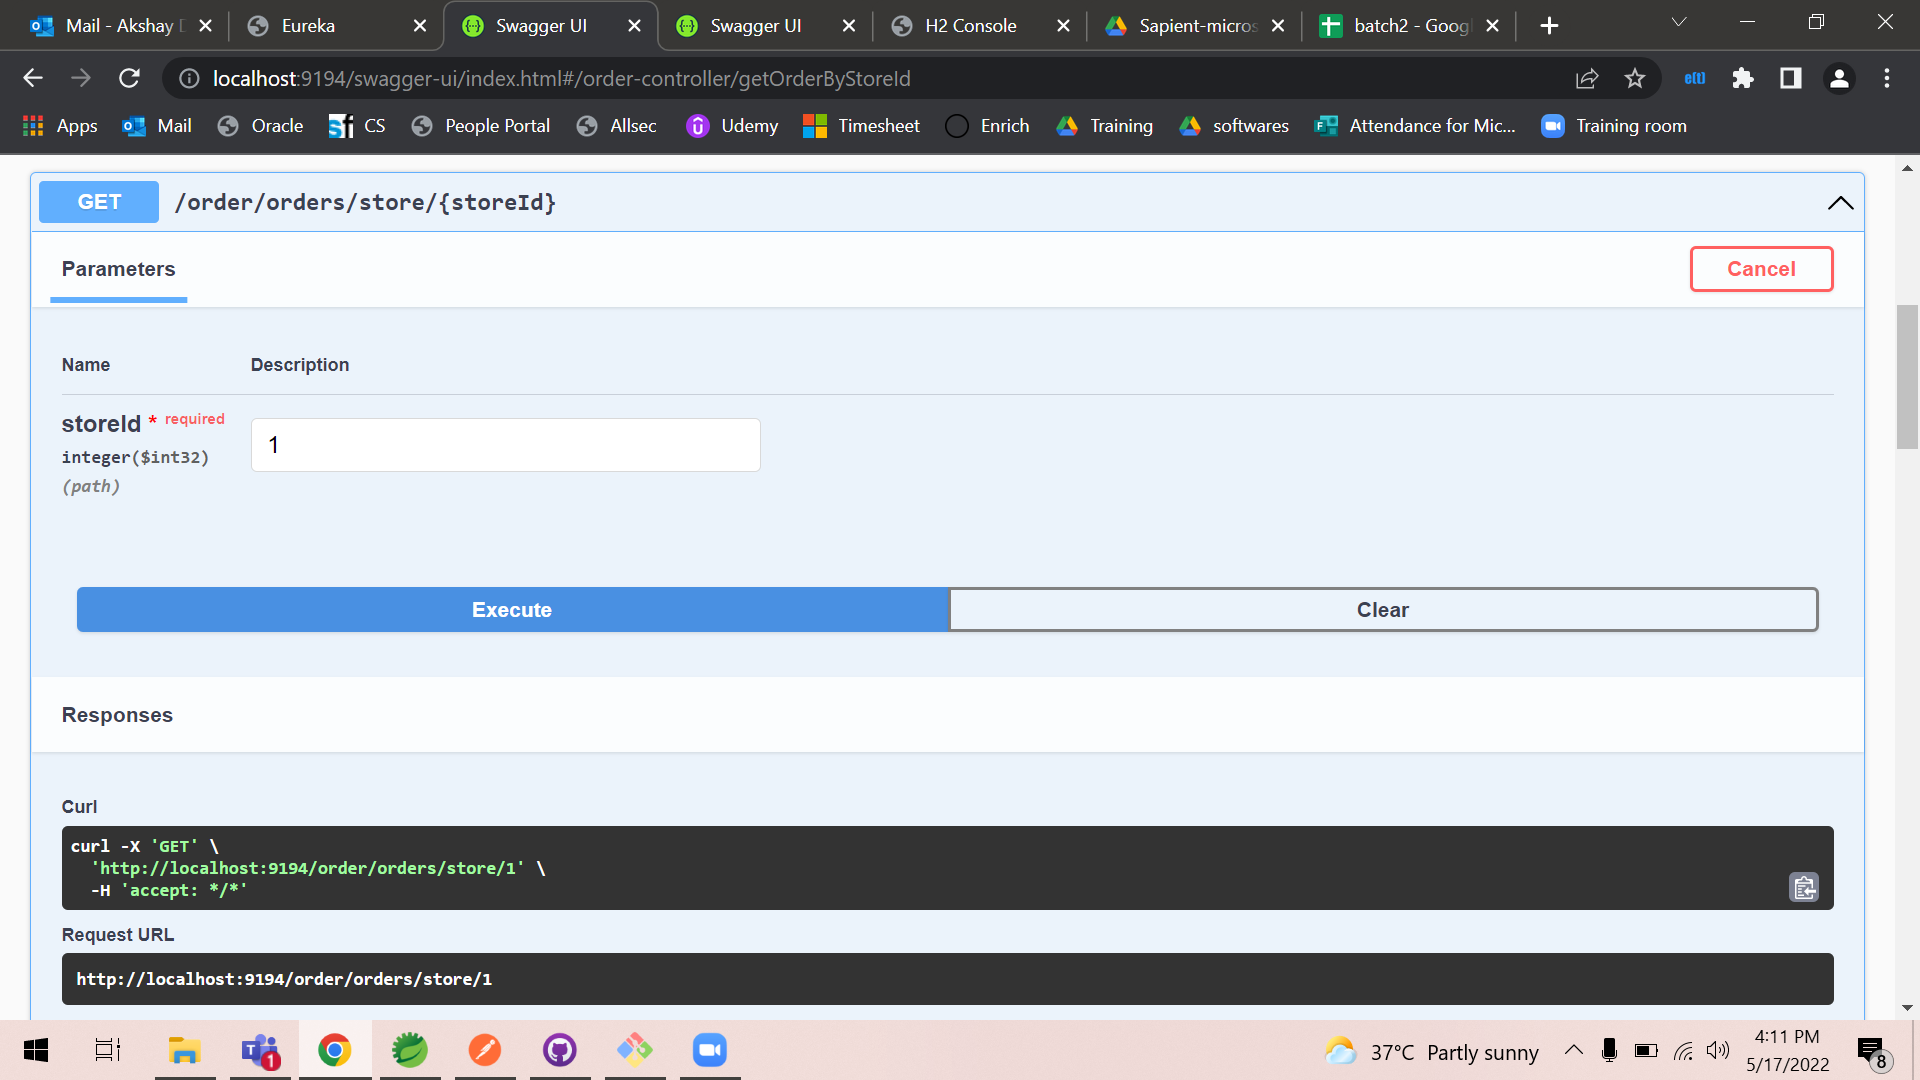 Mail - Akshay D
Eureka
Swagger UI
Swagger UI
H2 Console
Sapient-micros
batch2 - Goog
localhost:9194/swagger-ui/index.html#/order-controller/getOrderByStoreId
e(t)
Apps
Mail
Oracle
CS
People Portal
Allsec
Udemy
Timesheet
Enrich
Training
softwares
Attendance for Mic...
Training room
GET /order/orders/store/{storeId}
Parameters
Cancel
Name Description
storeId * required
integer($int32)
(path)
1
Execute
Clear
Responses
Curl
curl -X 'GET' \
'http://localhost:9194/order/orders/store/1' \
-H 'accept: */*'
Request URL
http://localhost:9194/order/orders/store/1
1
37°C Partly sunny
4:11 PM
5/17/2022
8